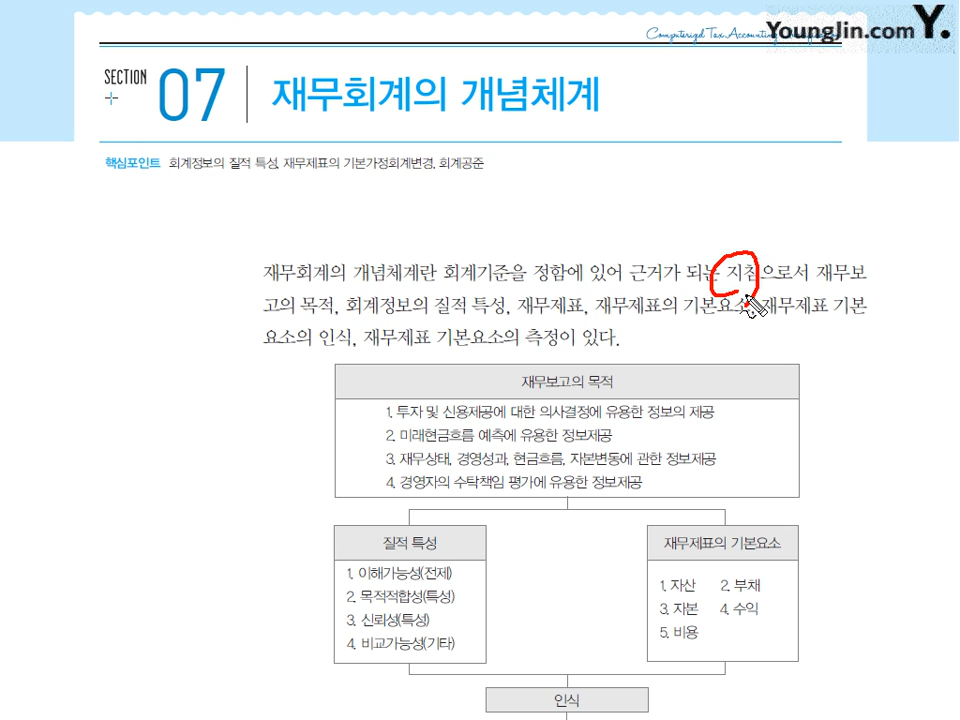 Computerized Tax Accounting
YoungJin.com Y.
SECTION 07 재무회계의 개념체계
핵심포인트 회계정보의 질적 특성, 재무제표의 기본가정회계변경, 회계공준
재무회계의 개념체계란 회계기준을 정함에 있어 근거가 되는 지침으로서 재무보
고의 목적, 회계정보의 질적 특성, 재무제표, 재무제표의 기본요소, 재무제표 기본
요소의 인식, 재무제표 기본요소의 측정이 있다.
재무보고의 목적
1. 투자 및 신용제공에 대한 의사결정에 유용한 정보의 제공
2. 미래현금흐름 예측에 유용한 정보제공
3. 재무상태, 경영성과, 현금흐름, 자본변동에 관한 정보제공
4. 경영자의 수탁책임 평가에 유용한 정보제공
질적 특성
1. 이해가능성(전제)
2. 목적적합성(특성)
3. 신뢰성(특성)
4. 비교가능성(기타)
재무제표의 기본요소
1. 자산 2. 부채
3. 자본 4. 수익
5. 비용
인식